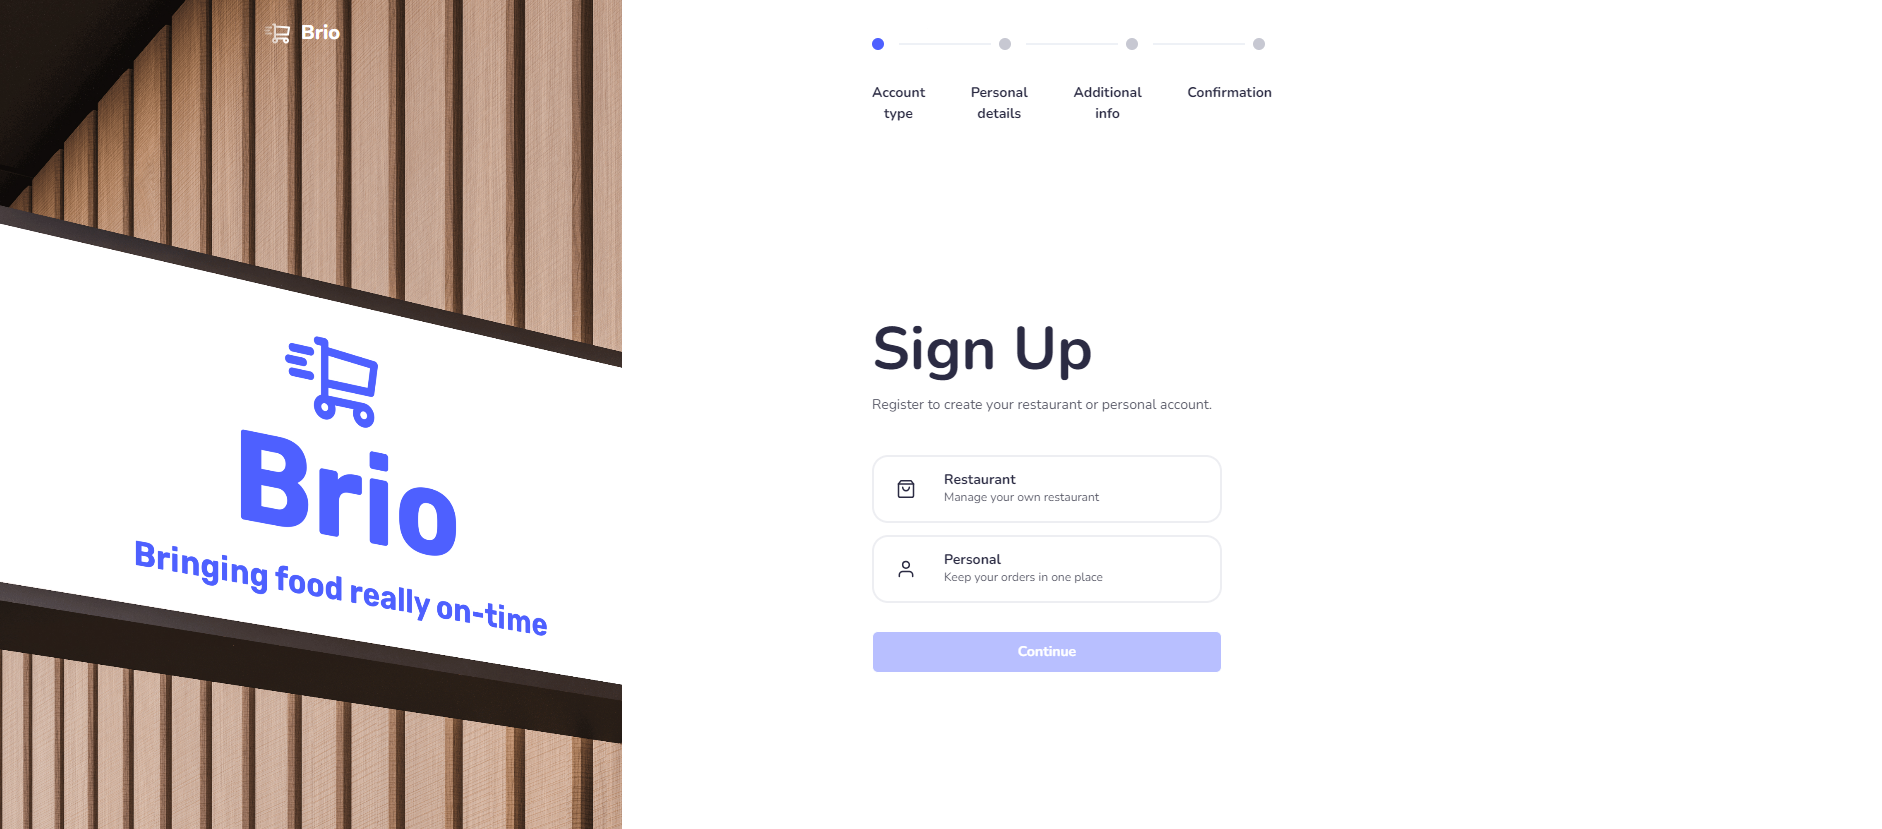 Brio
Brio
Bringing food really on-time
Account type
Personal details
Additional info
Confirmation
Sign Up
Register to create your restaurant or personal account.
Restaurant
Manage your own restaurant
Personal
Keep your orders in one place
Continue